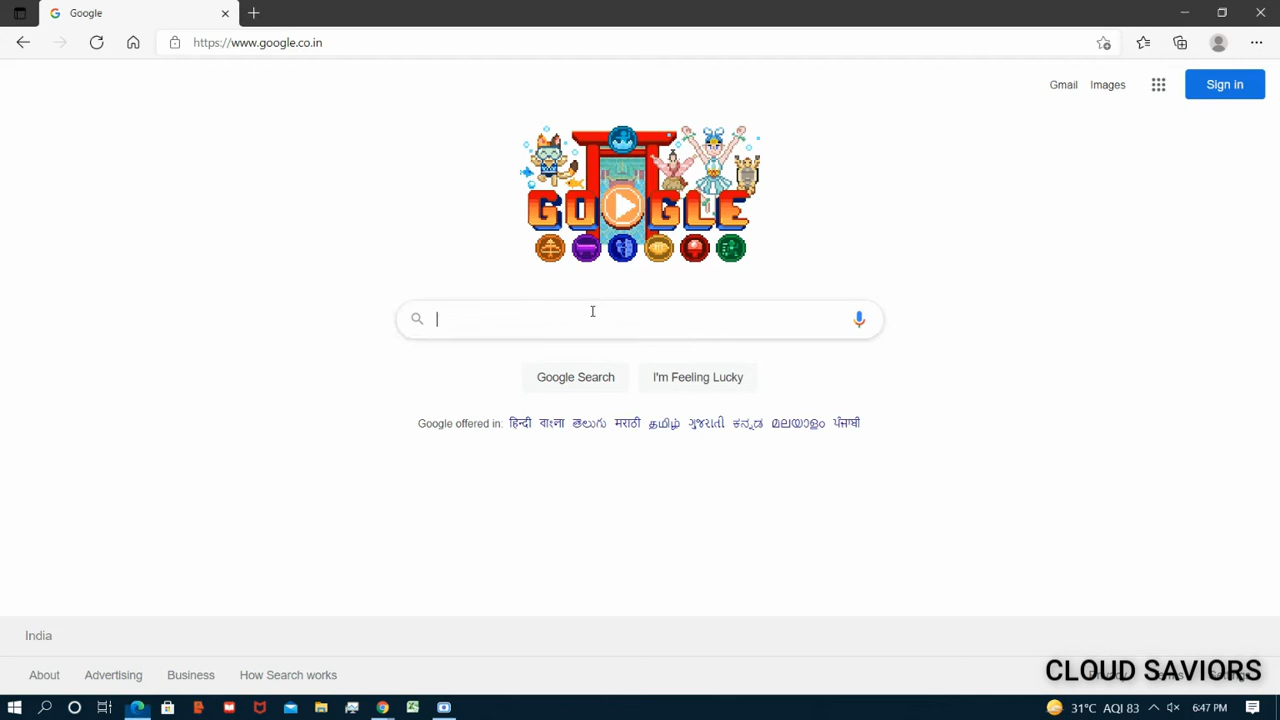 Google
https://www.google.co.in
Gmail Images Sign in
GOOGLE
Google Search I'm Feeling Lucky
Google offered in: हिन्दी বাংলা తెలుగు मराठी தமிழ் ગુજરાતી ಕನ್ನಡ മലയാളം ਪੰਜਾਬੀ
India
About Advertising Business How Search works
CLOUD SAVIORS
31°C AQI 83 6:47 PM